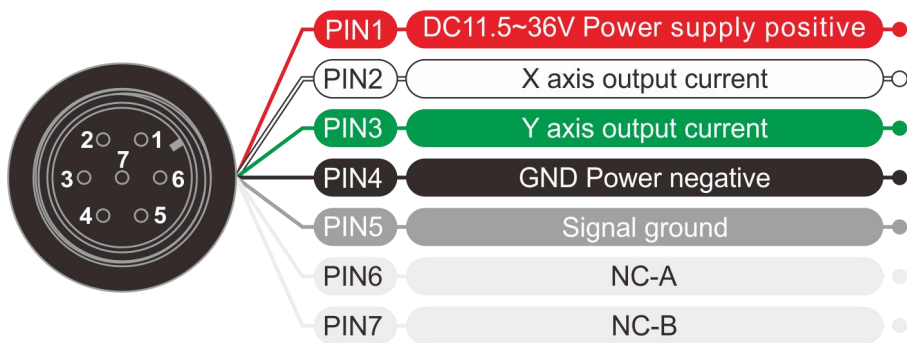 PIN1 DC11.5~36V Power supply positive
PIN2 X axis output current
PIN3 Y axis output current
PIN4 GND Power negative
PIN5 Signal ground
PIN6 NC-A
PIN7 NC-B
2 1
7
3 6
4 5